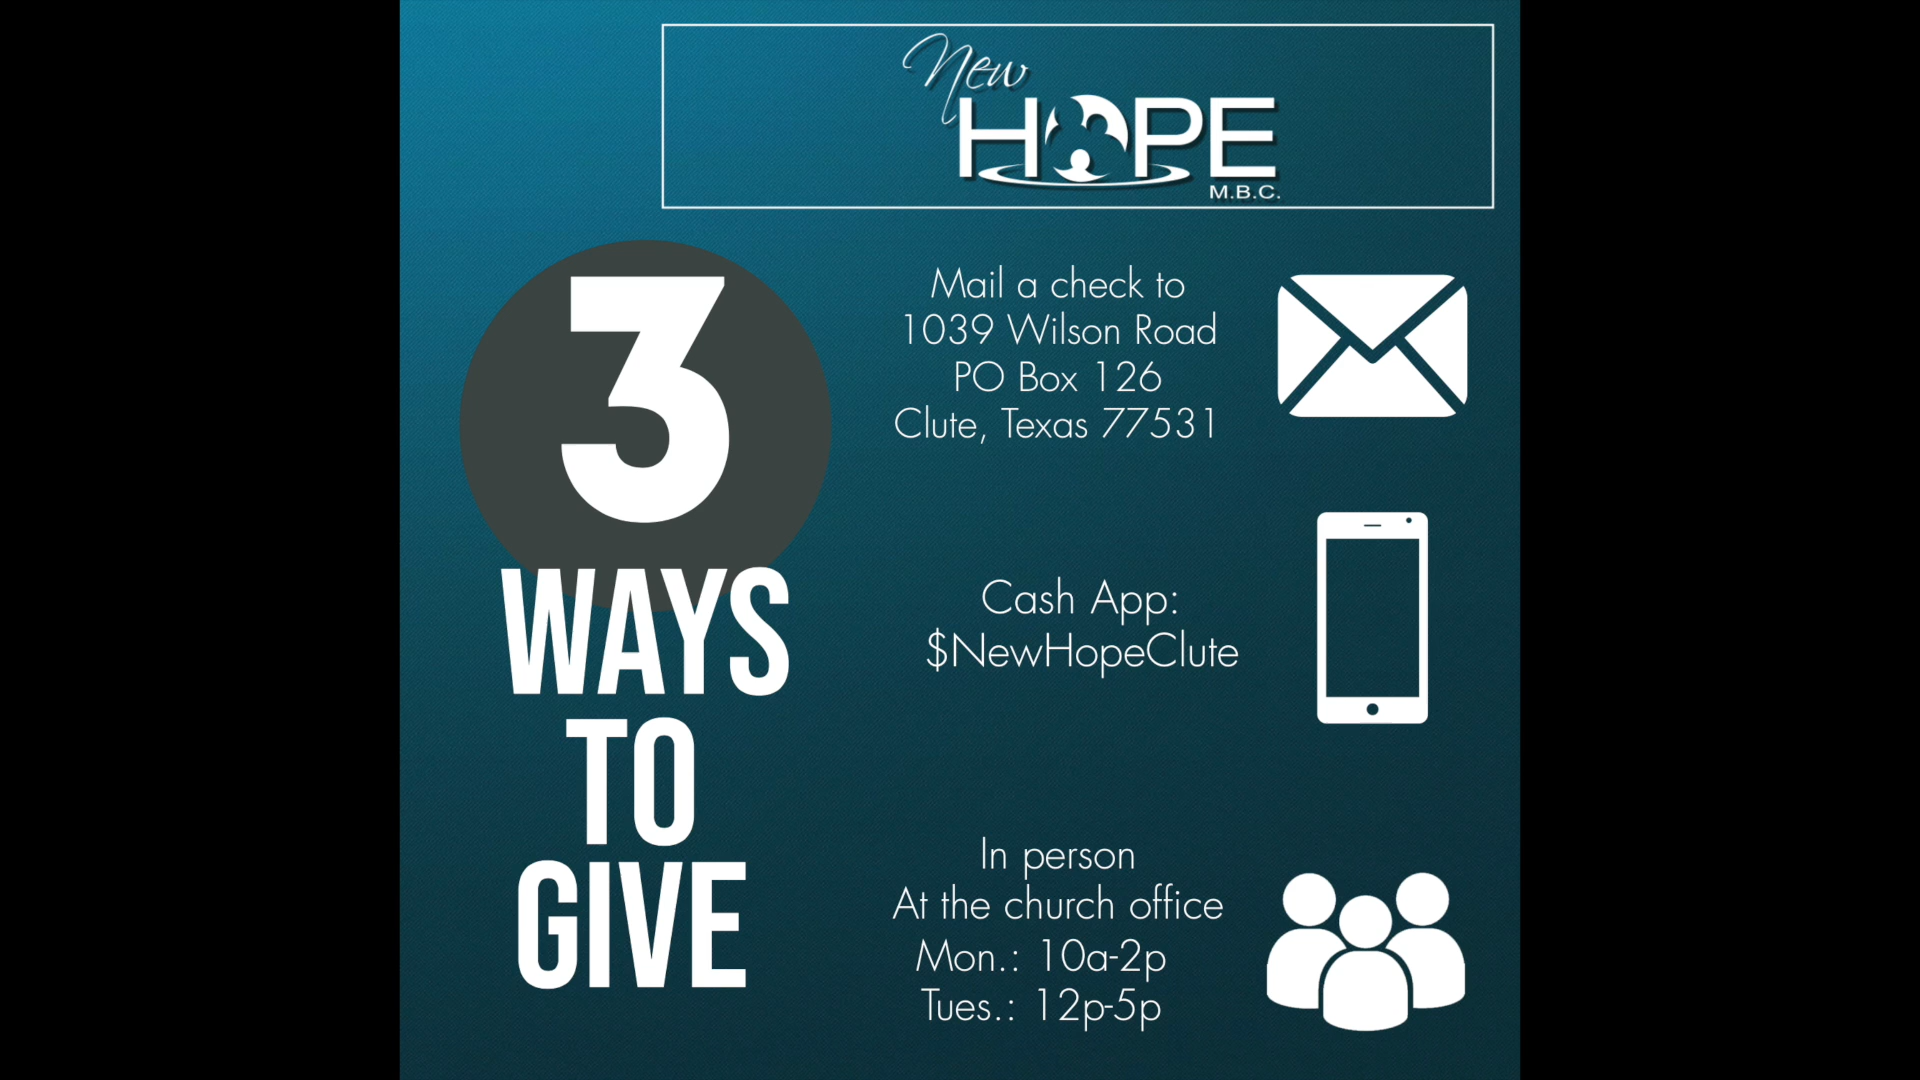 New
HOPE
M.B.C.
3
WAYS
TO
GIVE
Mail a check to
1039 Wilson Road
PO Box 126
Clute, Texas 77531
Cash App:
$NewHopeClute
In person
At the church office
Mon.: 10a-2p
Tues.: 12p-5p